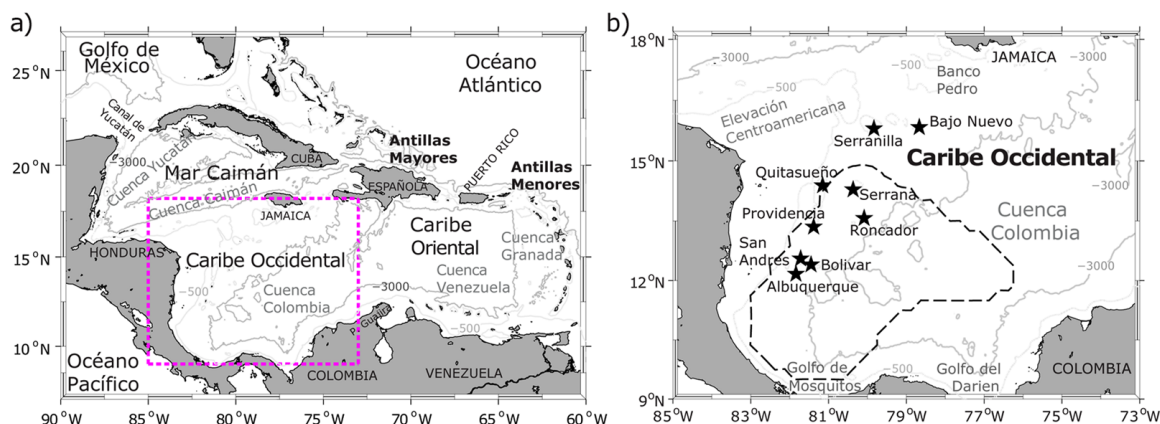 a)
Golfo de
México
Océano
Atlántico
25°N
Canal de
Yucatan
−3000
Cuenca Yucatán
Antillas
Mayores
PUERTO RICO
CUBA
20°N
Mar Caimán
Antillas
Menores
ESPAÑOLA
Cuenca Caimán
JAMAICA
Caribe
Oriental
HONDURAS
15°N
Caribe Occidental
Cuenca
Granada
Cuenca
Venezuela
−500
Cuenca
Colombia
−3000
P. Guajira
−500
10°N
Océano
Pacífico
COLOMBIA
VENEZUELA
90°W
85°W
80°W
75°W
70°W
65°W
60°W
b)
18°N
−3000
JAMAICA
−3000
−500
Banco
Pedro
−500
Elevación
Centroamericana
Bajo Nuevo
Serranilla
15°N
Caribe Occidental
Quitasueño
−3000
Serrana
Providencia
Roncador
Cuenca
Colombia
San
Andres
Bolivar
−3000
12°N
Albuquerque
Golfo de
Mosquitos
−500
Golfo del
Darien
COLOMBIA
9°N
85°W
83°W
81°W
79°W
77°W
75°W
73°W